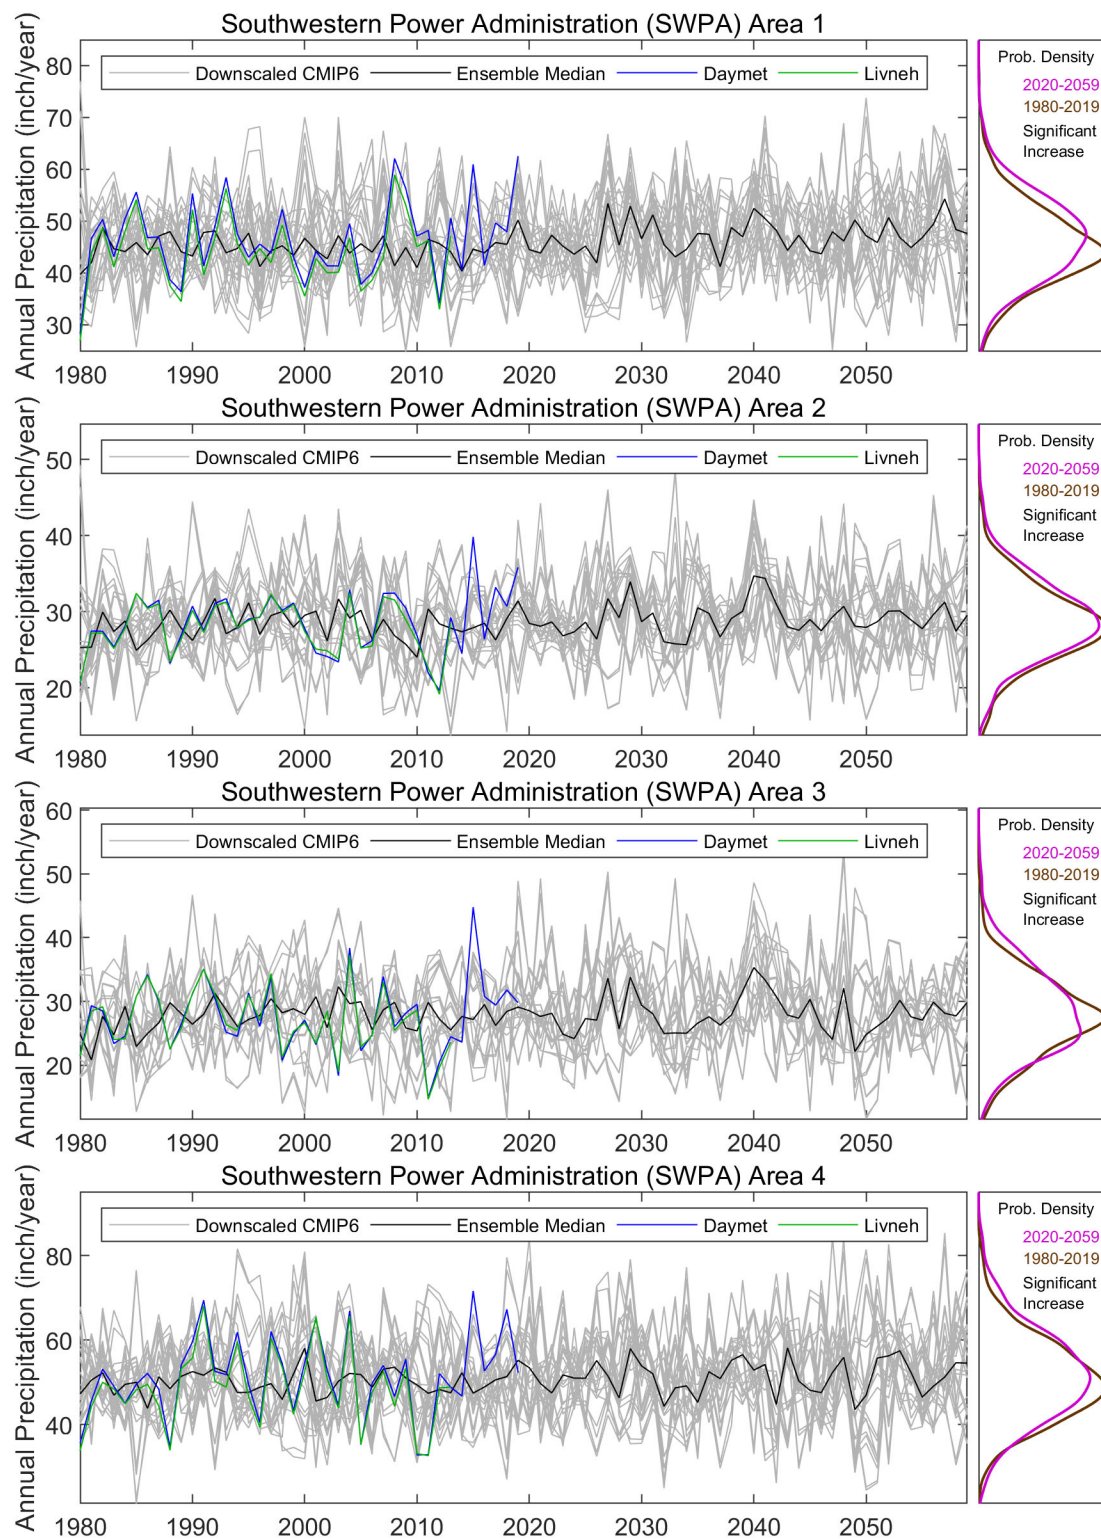 Southwestern Power Administration (SWPA) Area 1
Annual Precipitation (inch/year)
80
70
60
50
40
30
Downscaled CMIP6 Ensemble Median Daymet Livneh
1980 1990 2000 2010 2020 2030 2040 2050
Prob. Density
2020-2059
1980-2019
Significant
Increase
Southwestern Power Administration (SWPA) Area 2
Annual Precipitation (inch/year)
50
40
30
20
Downscaled CMIP6 Ensemble Median Daymet Livneh
1980 1990 2000 2010 2020 2030 2040 2050
Prob. Density
2020-2059
1980-2019
Significant
Increase
Southwestern Power Administration (SWPA) Area 3
Annual Precipitation (inch/year)
60
50
40
30
20
Downscaled CMIP6 Ensemble Median Daymet Livneh
1980 1990 2000 2010 2020 2030 2040 2050
Prob. Density
2020-2059
1980-2019
Significant
Increase
Southwestern Power Administration (SWPA) Area 4
Annual Precipitation (inch/year)
80
60
40
Downscaled CMIP6 Ensemble Median Daymet Livneh
1980 1990 2000 2010 2020 2030 2040 2050
Prob. Density
2020-2059
1980-2019
Significant
Increase